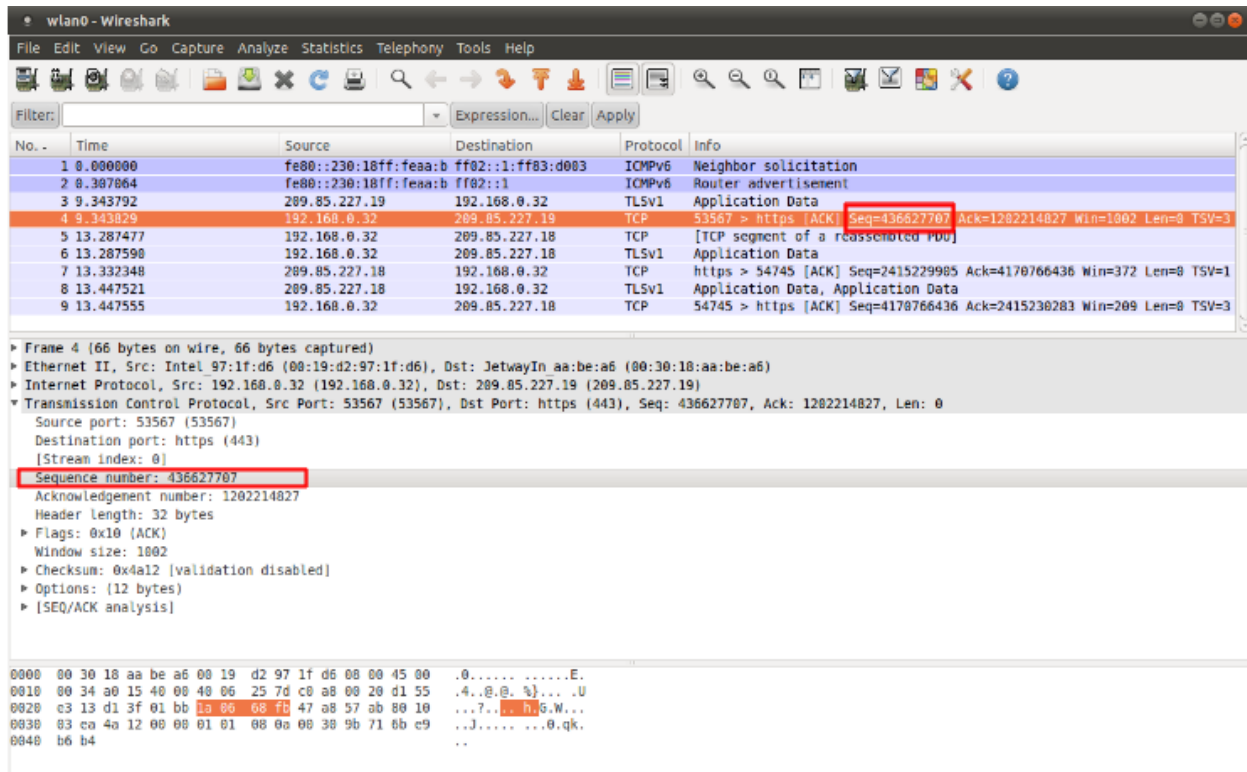 wlan0 - Wireshark
File Edit View Go Capture Analyze Statistics Telephony Tools Help
Filter: Expression... Clear Apply
No. . Time Source Destination Protocol Info
1 0.000000 fe80::230:18ff:feaa:b ff02::1:ff83:d003 ICMPv6 Neighbor solicitation
2 0.307064 fe80::230:18ff:feaa:b ff02::1 ICMPv6 Router advertisement
3 9.343792 209.85.227.19 192.168.0.32 TLSv1 Application Data
4 9.343829 192.168.0.32 209.85.227.19 TCP 53567 > https [ACK] Seq=436627707 Ack=1202214827 Win=1002 Len=0 TSV=3
5 13.287477 192.168.0.32 209.85.227.18 TCP [TCP segment of a reassembled PDU]
6 13.287590 192.168.0.32 209.85.227.18 TLSv1 Application Data
7 13.332348 209.85.227.18 192.168.0.32 TCP https > 54745 [ACK] Seq=2415229905 Ack=4170766436 Win=372 Len=0 TSV=1
8 13.447521 209.85.227.18 192.168.0.32 TLSv1 Application Data, Application Data
9 13.447555 192.168.0.32 209.85.227.18 TCP 54745 > https [ACK] Seq=4170766436 Ack=2415230283 Win=209 Len=0 TSV=3
Frame 4 (66 bytes on wire, 66 bytes captured)
Ethernet II, Src: Intel_97:1f:d6 (00:19:d2:97:1f:d6), Dst: JetwayIn_aa:be:a6 (00:30:18:aa:be:a6)
Internet Protocol, Src: 192.168.0.32 (192.168.0.32), Dst: 209.85.227.19 (209.85.227.19)
Transmission Control Protocol, Src Port: 53567 (53567), Dst Port: https (443), Seq: 436627707, Ack: 1202214827, Len: 0
Source port: 53567 (53567)
Destination port: https (443)
[Stream index: 0]
Sequence number: 436627707
Acknowledgement number: 1202214827
Header length: 32 bytes
Flags: 0x10 (ACK)
Window size: 1002
Checksum: 0x4a12 [validation disabled]
Options: (12 bytes)
[SEQ/ACK analysis]
0000 00 30 18 aa be a6 00 19 d2 97 1f d6 08 00 45 00 .0...... ......E.
0010 00 34 a0 15 40 00 40 06 25 7d c0 a8 00 20 d1 55 .4..@.@. %}... .U
0020 e3 13 d1 3f 01 bb 1a 06 68 fb 47 a8 57 ab 80 10 ...?.... h.G.W...
0030 03 ea 4a 12 00 00 01 01 08 0a 00 30 9b 71 6b e9 ..J..... ...0.qk.
0040 b6 b4 ..